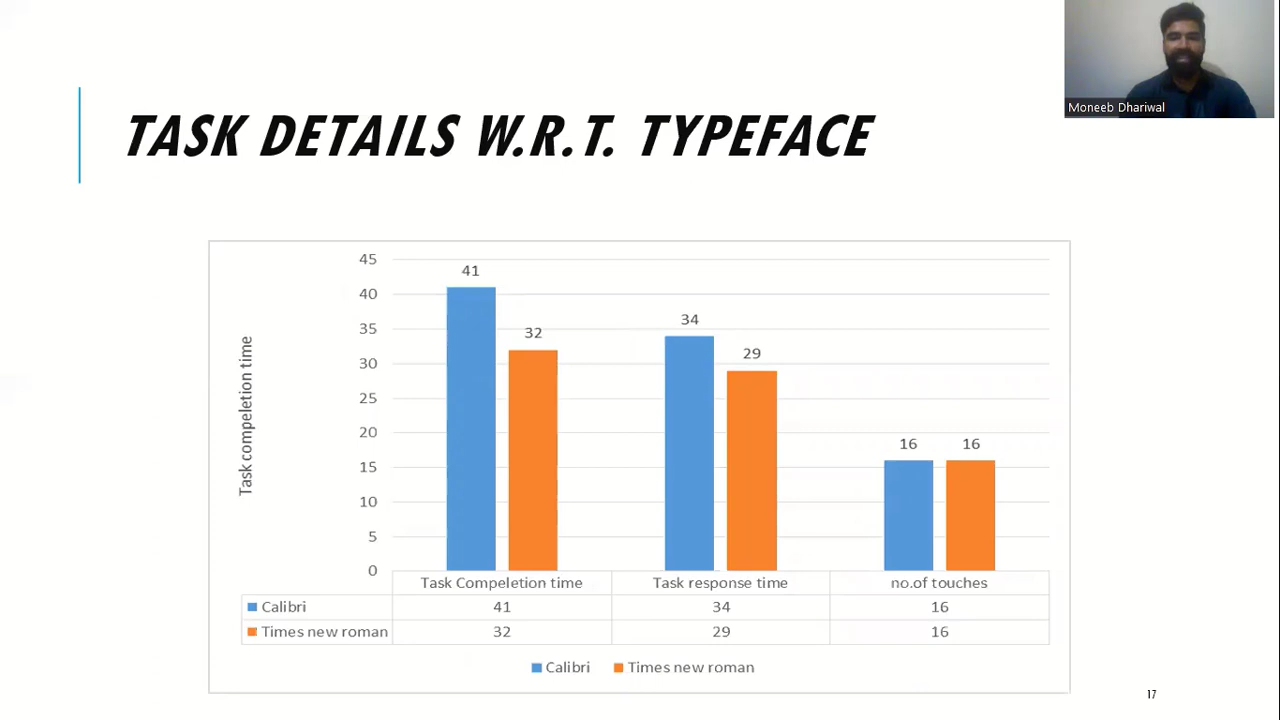 Moneeb Dhariwal
TASK DETAILS W.R.T. TYPEFACE
Task compeletion time
45
40
35
30
25
20
15
10
5
0
41
32
34
29
16
16
Task Compeletion time Task response time no.of touches
Calibri 41 34 16
Times new roman 32 29 16
Calibri Times new roman
17